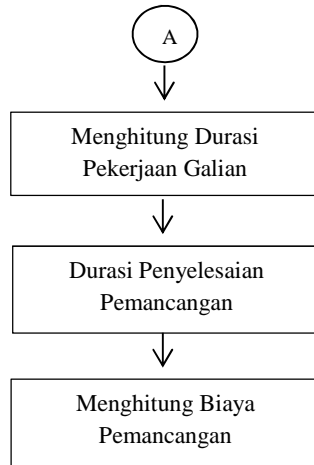 A
Menghitung Durasi
Pekerjaan Galian
Durasi Penyelesaian
Pemancangan
Menghitung Biaya
Pemancangan